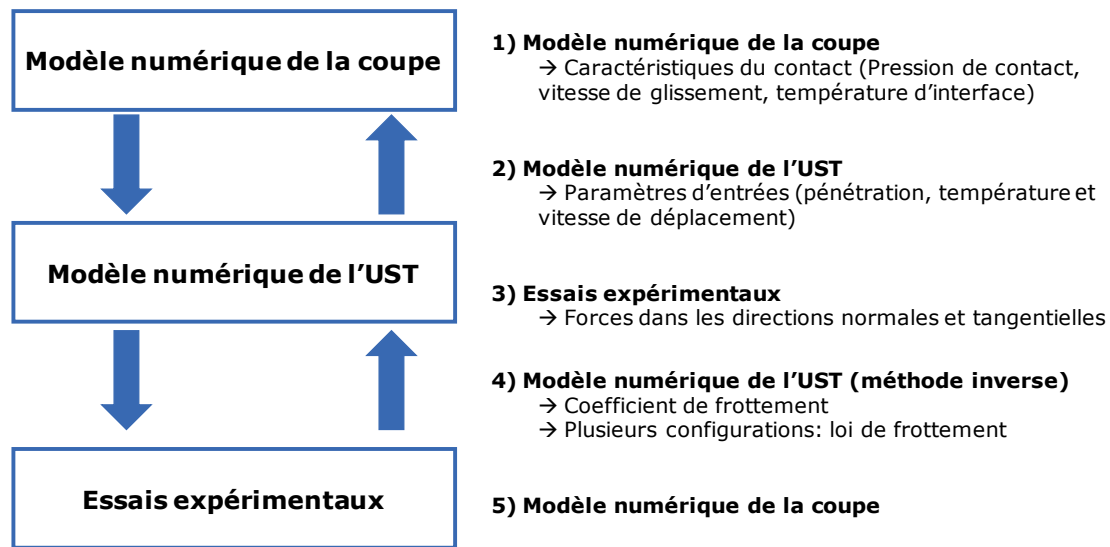 Modèle numérique de la coupe
Modèle numérique de l'UST
Essais expérimentaux
1) Modèle numérique de la coupe
→ Caractéristiques du contact (Pression de contact,
vitesse de glissement, température d'interface)
2) Modèle numérique de l'UST
→ Paramètres d'entrées (pénétration, température et
vitesse de déplacement)
3) Essais expérimentaux
→ Forces dans les directions normales et tangentielles
4) Modèle numérique de l'UST (méthode inverse)
→ Coefficient de frottement
→ Plusieurs configurations: loi de frottement
5) Modèle numérique de la coupe